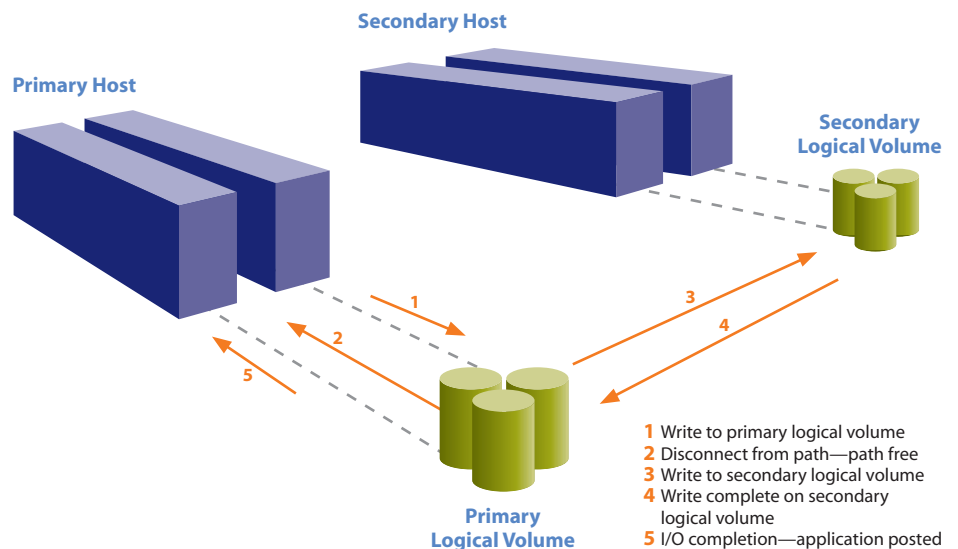 Secondary Host
Primary Host
Secondary
Logical Volume
1
2
3
4
5
Primary
Logical Volume
1 Write to primary logical volume
2 Disconnect from path—path free
3 Write to secondary logical volume
4 Write complete on secondary
logical volume
5 I/O completion—application posted